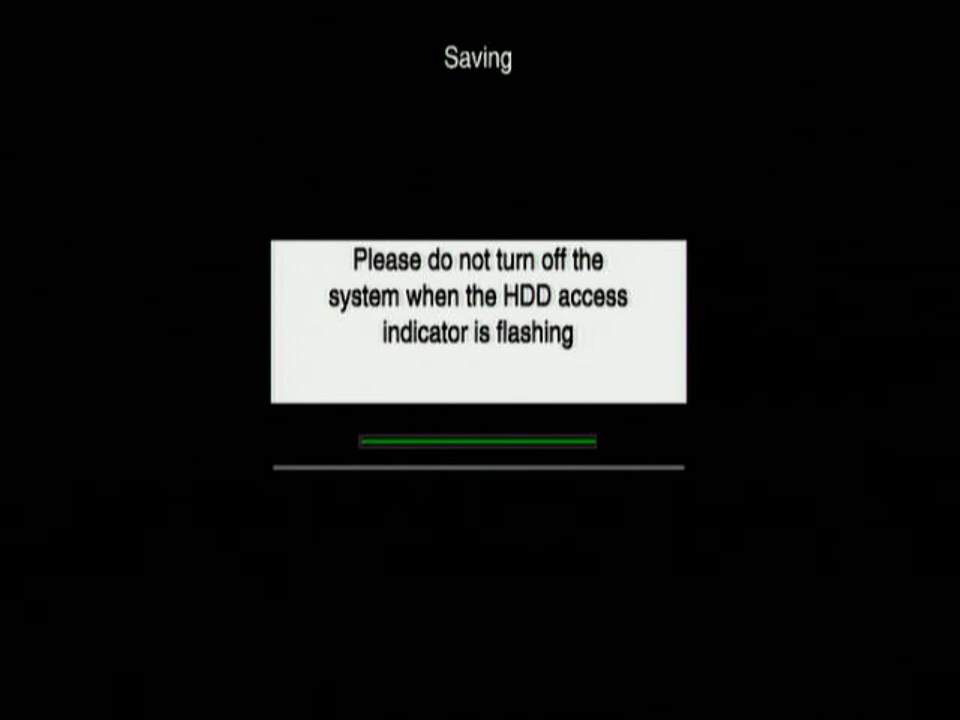 Saving
Please do not turn off the
system when the HDD access
indicator is flashing